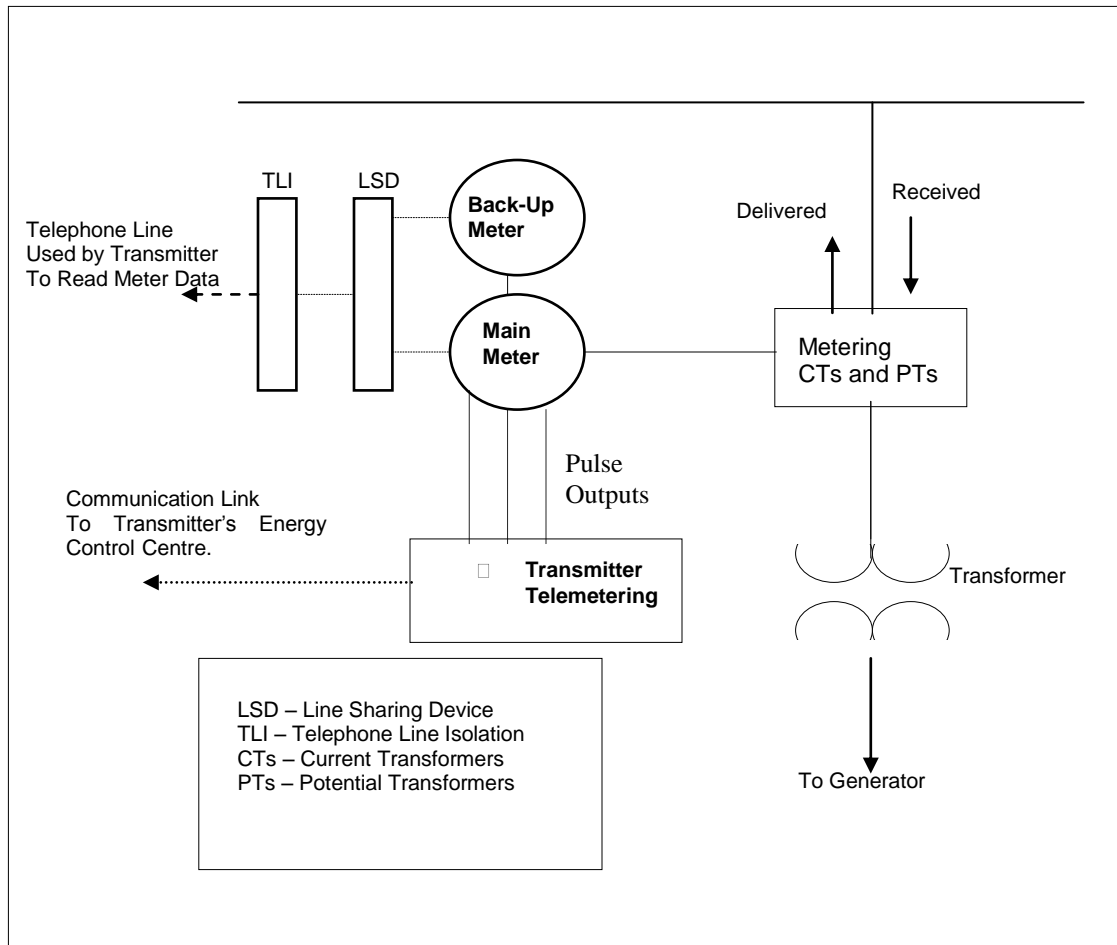 TLI
LSD
Back-Up
Meter
Received
Delivered
Telephone Line
Used by Transmitter
To Read Meter Data
Main
Meter
Metering
CTs and PTs
Pulse
Outputs
Communication Link
To Transmitter's Energy
Control Centre.
Transmitter
Telemetering
Transformer
LSD – Line Sharing Device
TLI – Telephone Line Isolation
CTs – Current Transformers
PTs – Potential Transformers
To Generator